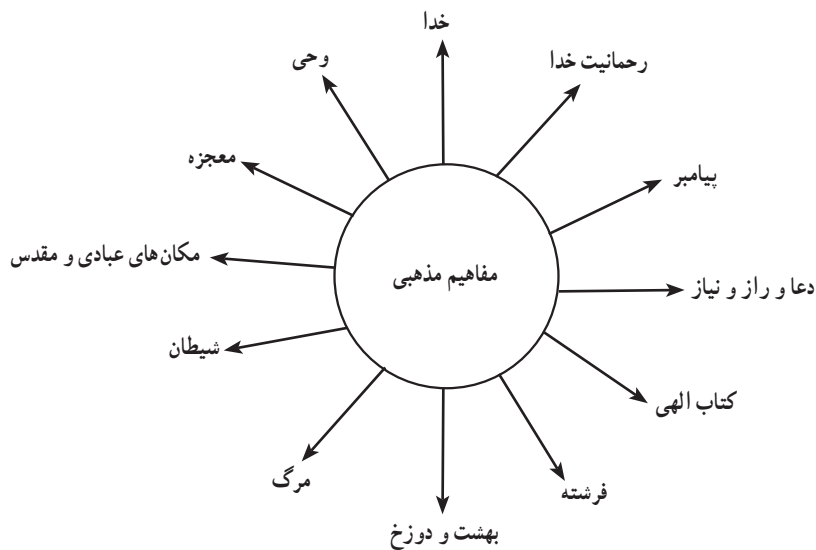 خدا
رحمانیت خدا
پیامبر
دعا و راز و نیاز
کتاب الهی
فرشته
بهشت و دوزخ
مرگ
شیطان
مکان‌های عبادی و مقدس
معجزه
وحی
مفاهیم مذهبی